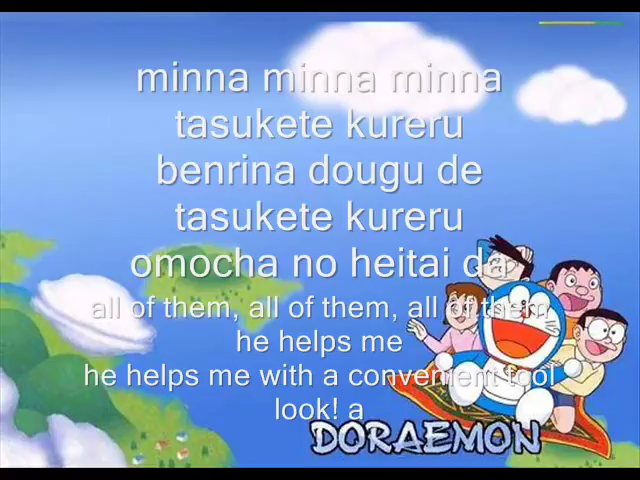 minna minna minna
tasukete kureru
benrina dougu de
tasukete kureru
omocha no heitai da
all of them, all of them, all of them
he helps me
he helps me with a convenient tool
look! a
DORAEMON